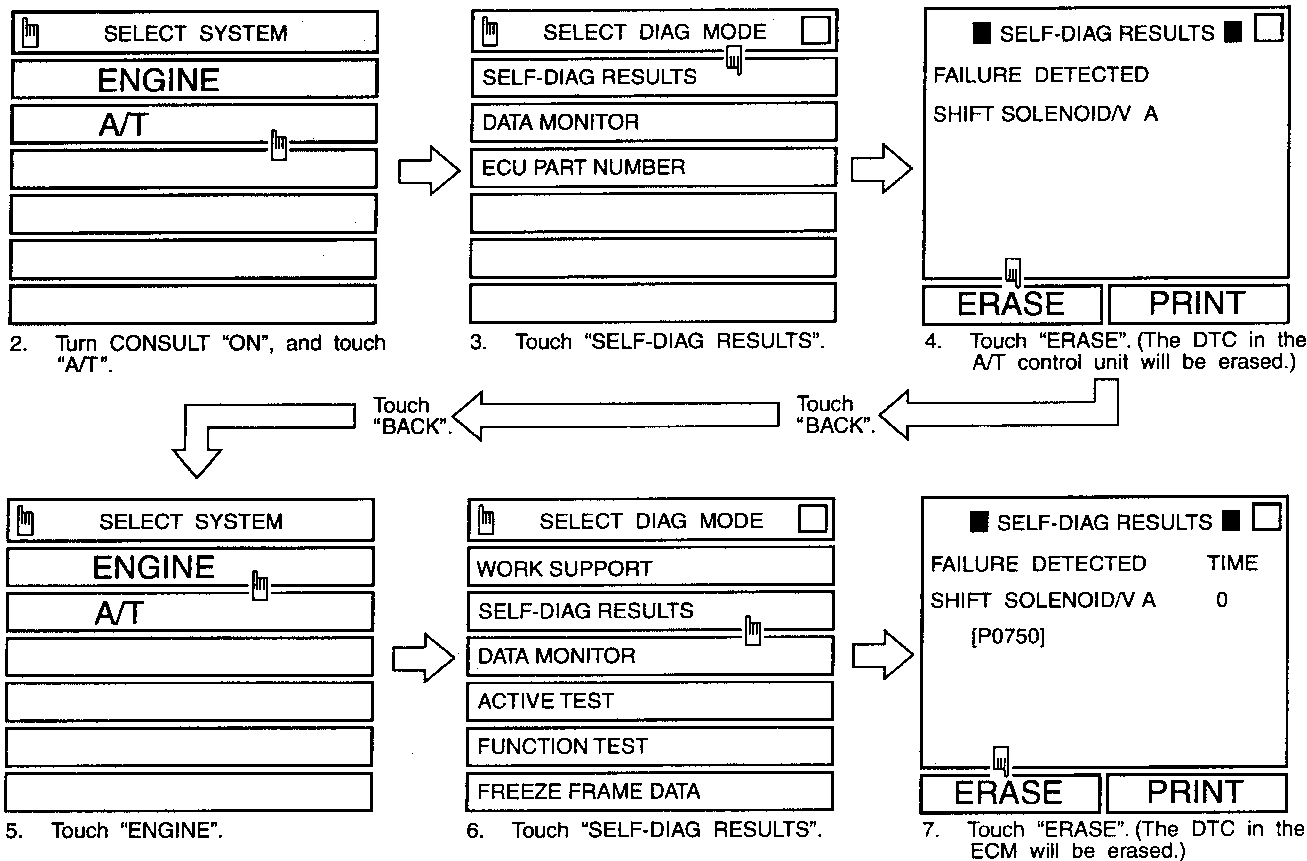 SELECT SYSTEM
ENGINE
A/T
2. Turn CONSULT "ON", and touch
"A/T".
SELECT DIAG MODE
SELF-DIAG RESULTS
DATA MONITOR
ECU PART NUMBER
3. Touch "SELF-DIAG RESULTS".
SELF-DIAG RESULTS
FAILURE DETECTED
SHIFT SOLENOID/V A
ERASE PRINT
4. Touch "ERASE". (The DTC in the
A/T control unit will be erased.)
Touch
"BACK".
Touch
"BACK".
SELECT SYSTEM
ENGINE
A/T
5. Touch "ENGINE".
SELECT DIAG MODE
WORK SUPPORT
SELF-DIAG RESULTS
DATA MONITOR
ACTIVE TEST
FUNCTION TEST
FREEZE FRAME DATA
6. Touch "SELF-DIAG RESULTS".
SELF-DIAG RESULTS
FAILURE DETECTED TIME
SHIFT SOLENOID/V A 0
[P0750]
ERASE PRINT
7. Touch "ERASE". (The DTC in the
ECM will be erased.)